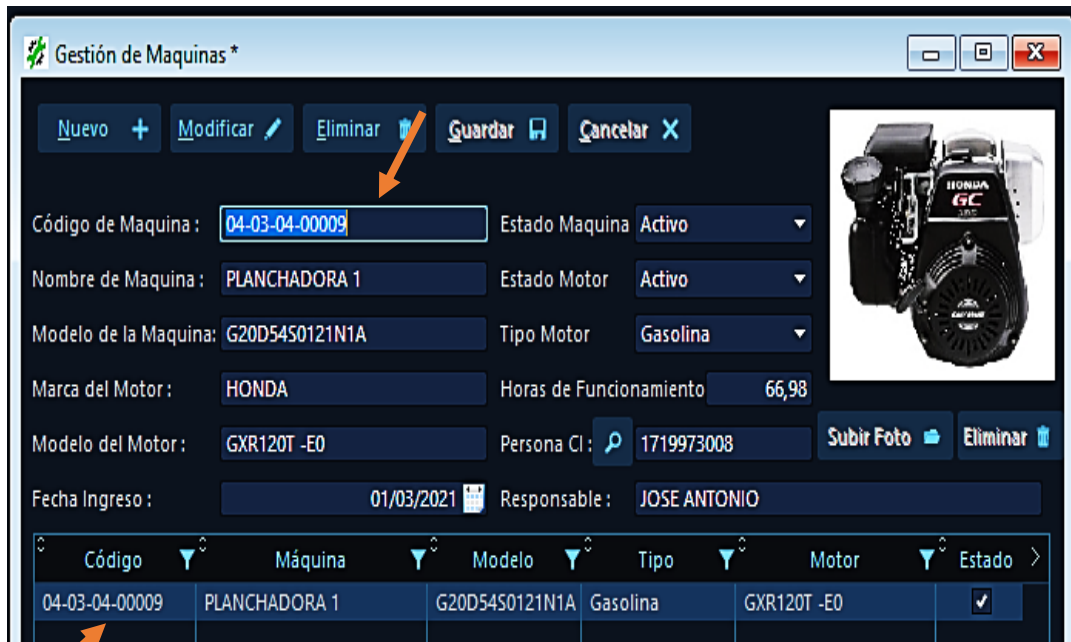 Gestión de Maquinas *
Nuevo Modificar Eliminar Guardar Cancelar
HONDA
GC
Código de Maquina : 04-03-04-00009 Estado Maquina Activo
Nombre de Maquina : PLANCHADORA 1 Estado Motor Activo
Modelo de la Maquina: G20D54S0121N1A Tipo Motor Gasolina
Marca del Motor : HONDA Horas de Funcionamiento 66,98
Modelo del Motor : GXR120T -E0 Persona CI : 1719973008 Subir Foto Eliminar
Fecha Ingreso : 01/03/2021 Responsable : JOSE ANTONIO
Código Máquina Modelo Tipo Motor Estado
04-03-04-00009 PLANCHADORA 1 G20D54S0121N1A Gasolina GXR120T -E0